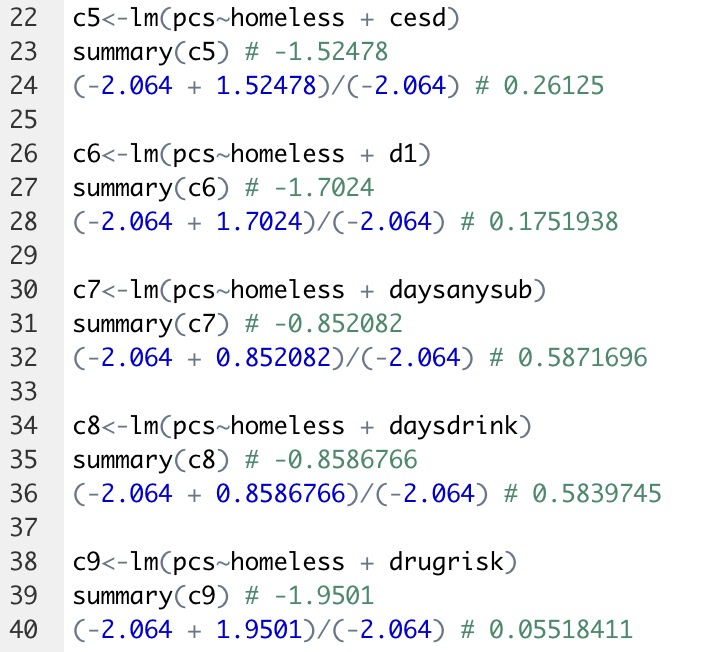 22 c5<-lm(pcs~homeless + cesd)
23 summary(c5) # -1.52478
24 (-2.064 + 1.52478)/(-2.064) # 0.26125
25
26 c6<-lm(pcs~homeless + d1)
27 summary(c6) # -1.7024
28 (-2.064 + 1.7024)/(-2.064) # 0.1751938
29
30 c7<-lm(pcs~homeless + daysanysub)
31 summary(c7) # -0.852082
32 (-2.064 + 0.852082)/(-2.064) # 0.5871696
33
34 c8<-lm(pcs~homeless + daysdrink)
35 summary(c8) # -0.8586766
36 (-2.064 + 0.8586766)/(-2.064) # 0.5839745
37
38 c9<-lm(pcs~homeless + drugrisk)
39 summary(c9) # -1.9501
40 (-2.064 + 1.9501)/(-2.064) # 0.05518411